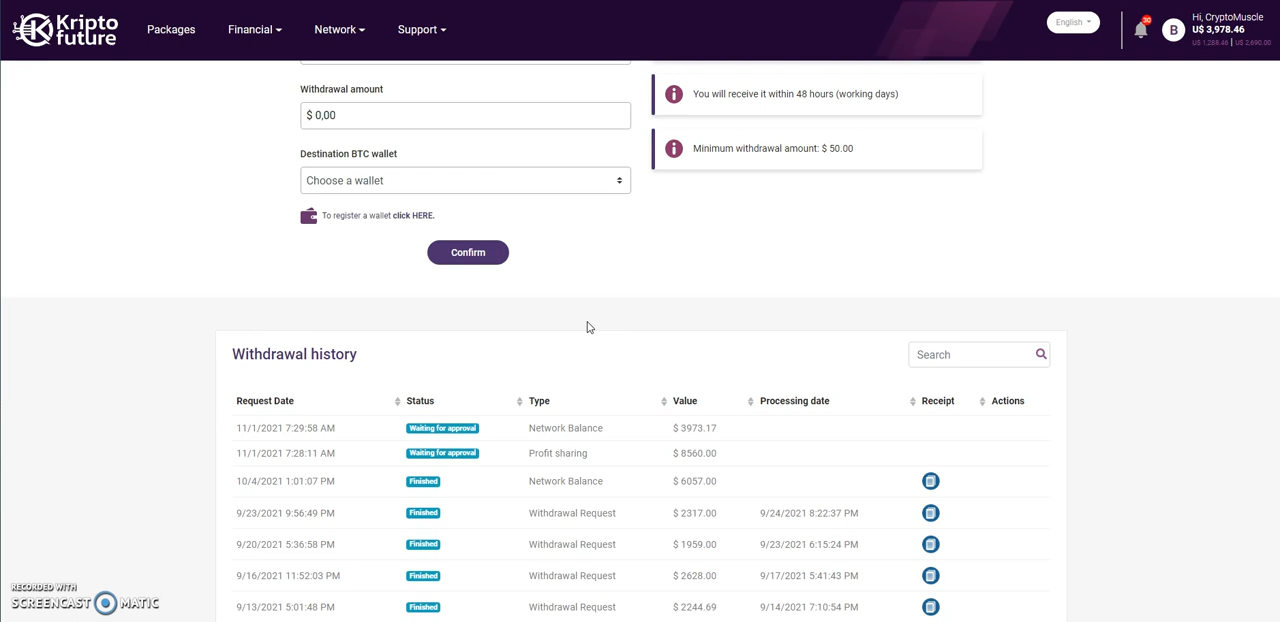 Kripto future
Packages
Financial
Network
Support
English
30
B
Hi, CryptoMuscle
U$ 3,978.46
U$ 1,288.46 | U$ 2,690.00
Withdrawal amount
$ 0,00
Destination BTC wallet
Choose a wallet
To register a wallet click HERE.
Confirm
You will receive it within 48 hours (working days)
Minimum withdrawal amount: $ 50.00
Withdrawal history
Search
Request Date Status Type Value Processing date Receipt Actions
11/1/2021 7:29:58 AM Waiting for approval Network Balance $ 3973.17
11/1/2021 7:28:11 AM Waiting for approval Profit sharing $ 8560.00
10/4/2021 1:01:07 PM Finished Network Balance $ 6057.00
9/23/2021 9:56:49 PM Finished Withdrawal Request $ 2317.00 9/24/2021 8:22:37 PM
9/20/2021 5:36:58 PM Finished Withdrawal Request $ 1959.00 9/23/2021 6:15:24 PM
9/16/2021 11:52:03 PM Finished Withdrawal Request $ 2628.00 9/17/2021 5:41:43 PM
9/13/2021 5:01:48 PM Finished Withdrawal Request $ 2244.69 9/14/2021 7:10:54 PM
RECORDED WITH
SCREENCAST MATIC